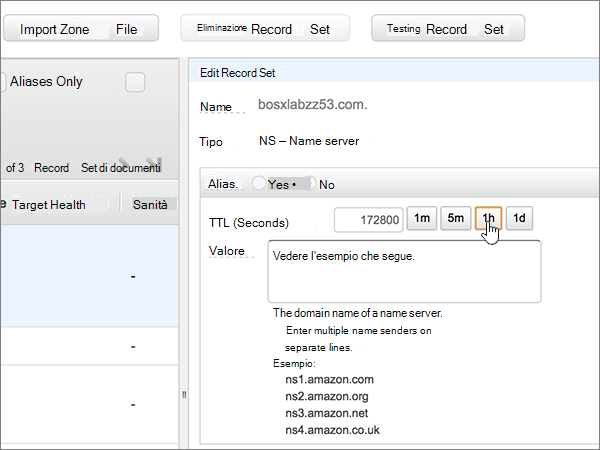 Import Zone File
Eliminazione Record Set
Testing Record Set
Aliases Only
of 3 Record Set di documenti
Target Health Sanità
-
-
-
Edit Record Set
Name bosxlabzz53.com.
Tipo NS – Name server
Alias. Yes • No
TTL (Seconds) 172800 1m 5m 1h 1d
Valore Vedere l'esempio che segue.
The domain name of a name server.
Enter multiple name senders on
separate lines.
Esempio:
ns1.amazon.com
ns2.amazon.org
ns3.amazon.net
ns4.amazon.co.uk